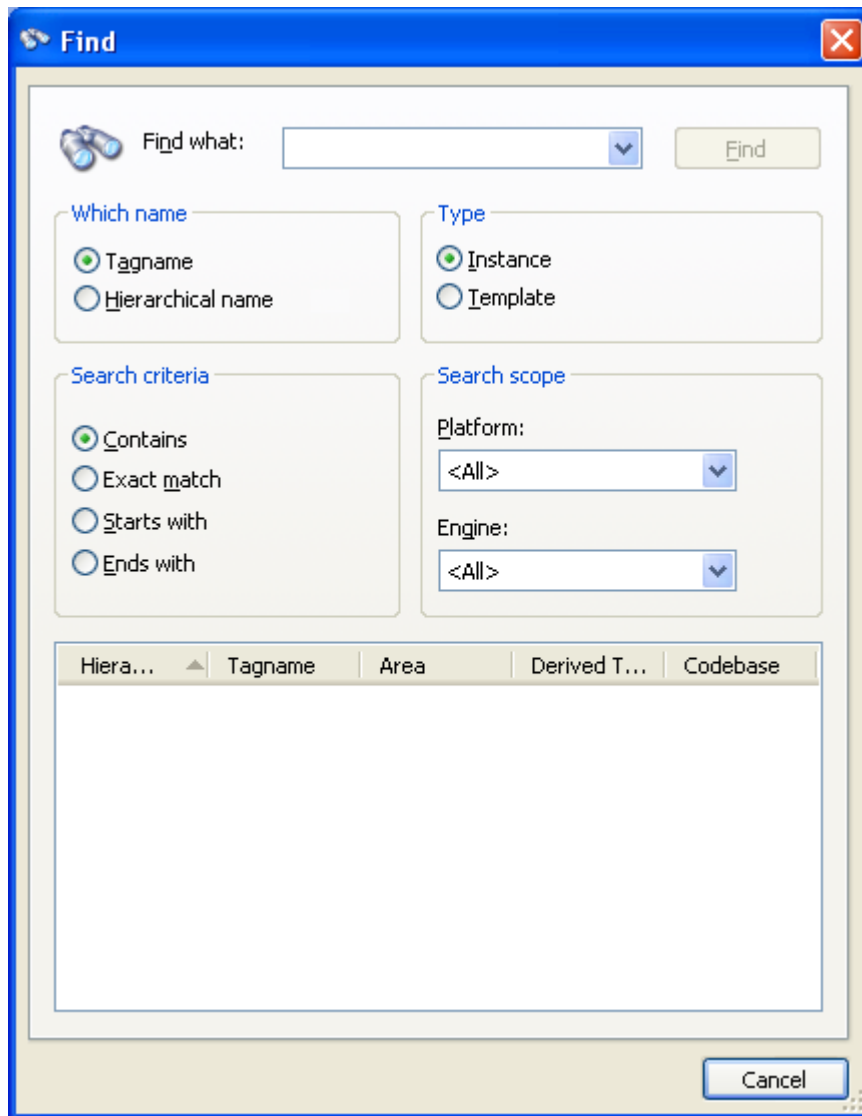 Find
Find what:
Find
Which name
Tagname
Hierarchical name
Type
Instance
Template
Search criteria
Contains
Exact match
Starts with
Ends with
Search scope
Platform:
<All>
Engine:
<All>
Hiera... Tagname Area Derived T... Codebase
Cancel